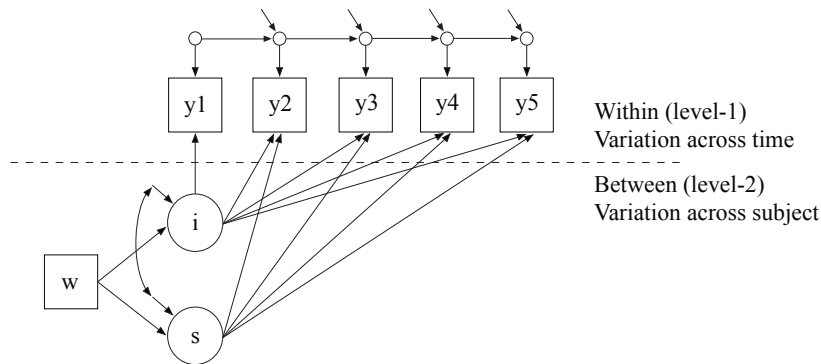 y1 y2 y3 y4 y5
Within (level-1)
Variation across time
Between (level-2)
Variation across subject
i
w
s